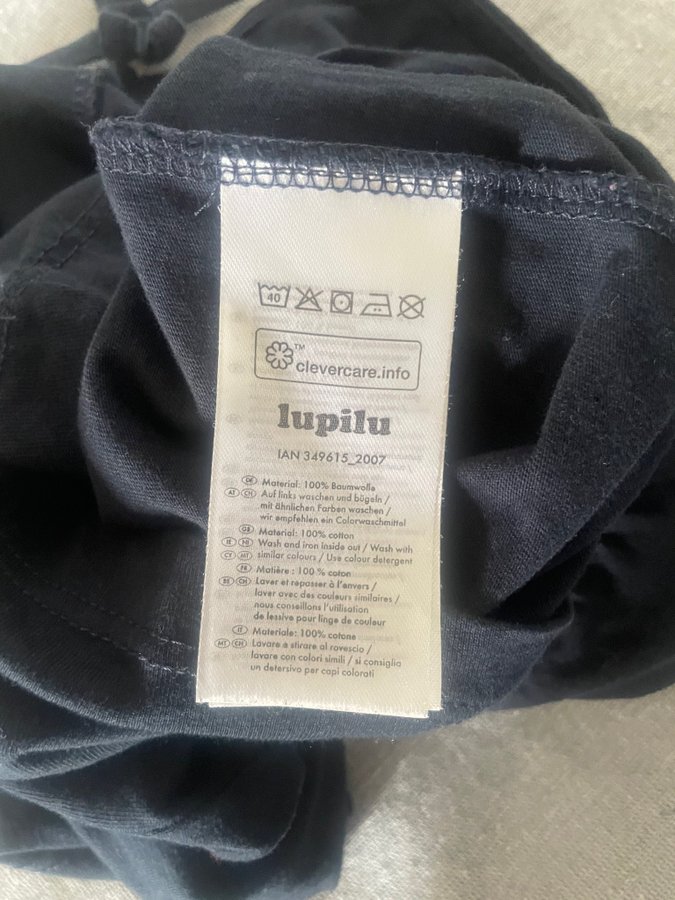 40
™
clevercare.info
lupilu
IAN 349615_2007
DE Material: 100% Baumwolle
AT CH Auf links waschen und bügeln /
mit ähnlichen Farben waschen /
wir empfehlen ein Colorwaschmittel
GB Material: 100% cotton
IE NI Wash and iron inside out / Wash with
CY MT similar colours / Use colour detergent
FR Matière : 100 % coton
BE CH Laver et repasser à l'envers /
laver avec des couleurs similaires /
nous conseillons l'utilisation
de lessive pour linge de couleur
IT Materiale: 100% cotone
MT CH Lavare e stirare al rovescio /
lavare con colori simili / si consiglia
un detersivo per capi colorati